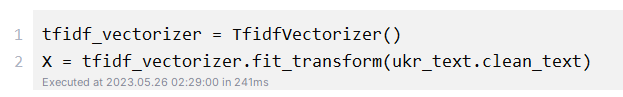 1 tfidf_vectorizer = TfidfVectorizer()
2 X = tfidf_vectorizer.fit_transform(ukr_text.clean_text)
Executed at 2023.05.26 02:29:00 in 241ms